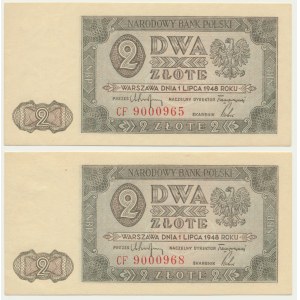 NARODOWY BANK POLSKI
2 DWA
ZŁOTE
WARSZAWA DNIA 1 LIPCA 1948 ROKU
PREZES NACZELNY DYREKTOR
SKARBNIK
CF 9000965
2
2 ZŁOTE 2
NARODOWY BANK POLSKI
2 DWA
ZŁOTE
WARSZAWA DNIA 1 LIPCA 1948 ROKU
PREZES NACZELNY DYREKTOR
SKARBNIK
CF 9000968
2
2 ZŁOTE 2